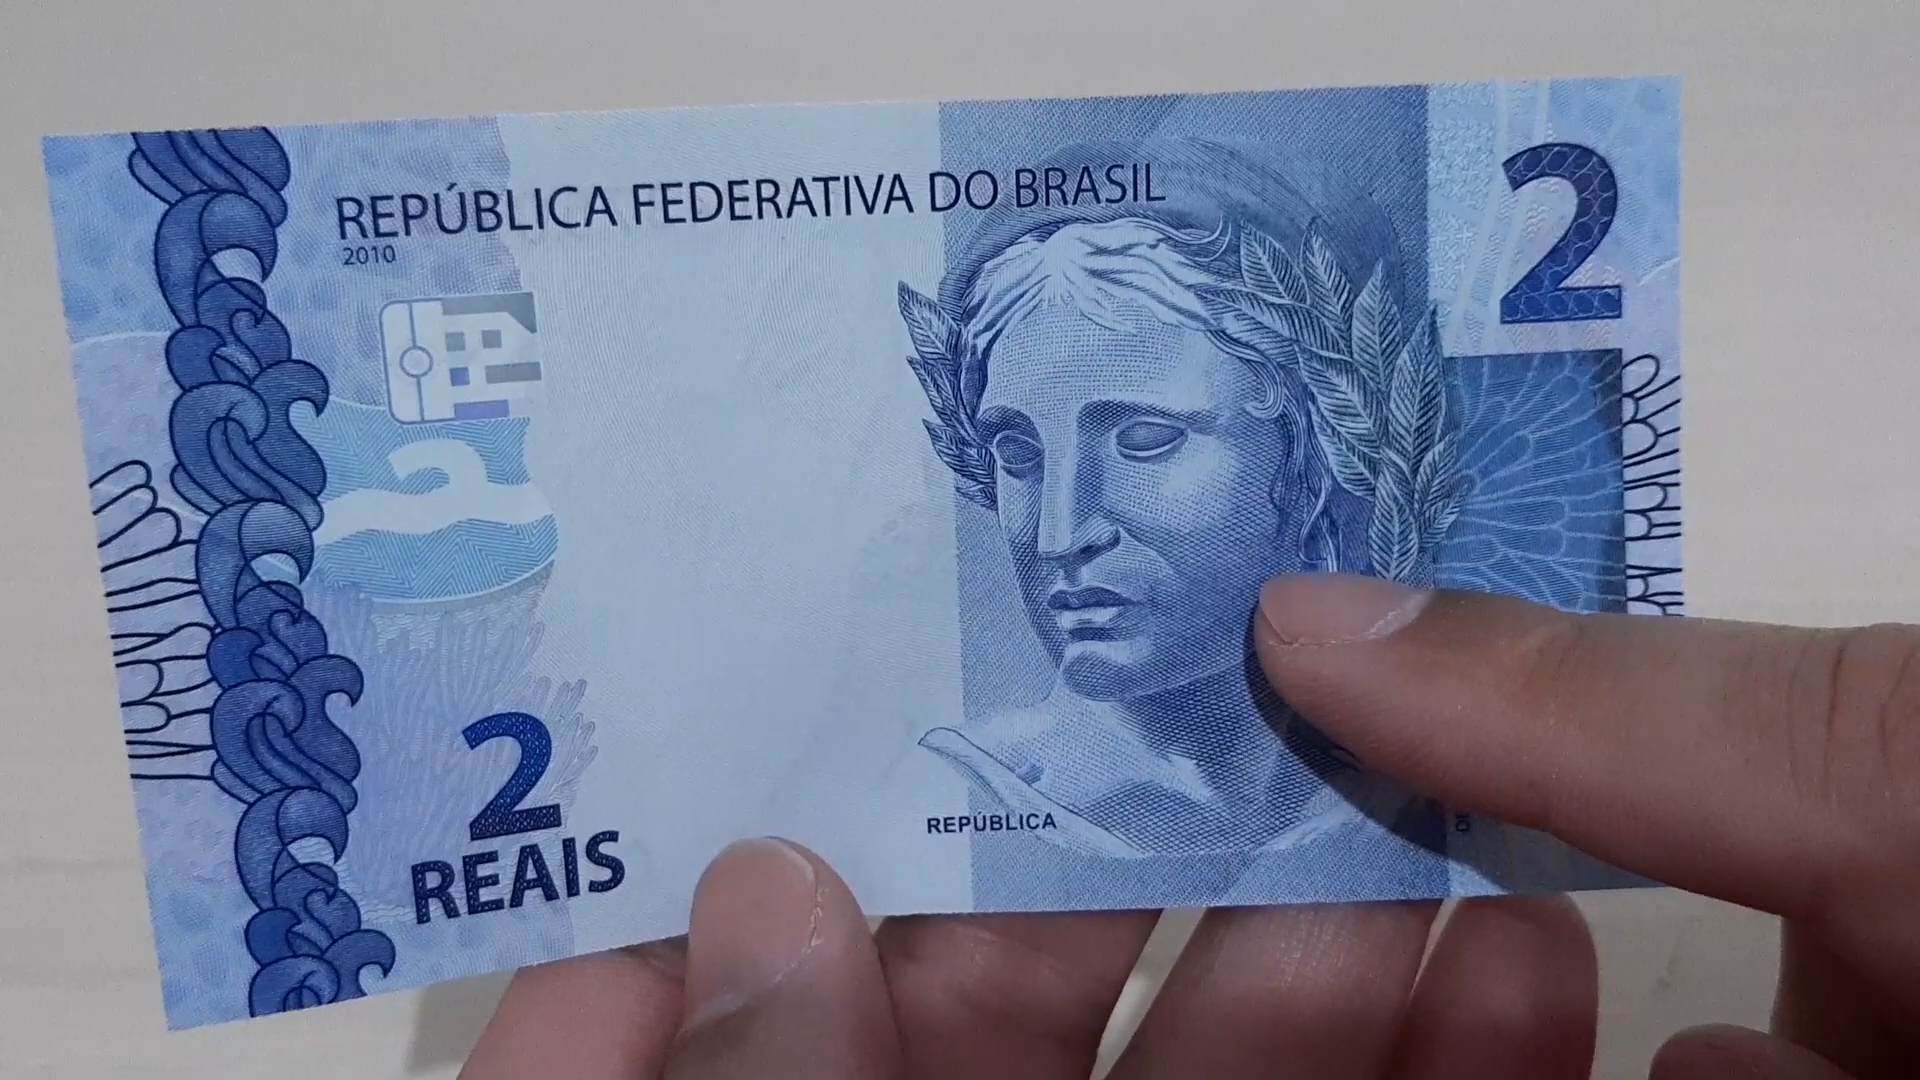 REPÚBLICA FEDERATIVA DO BRASIL
2010
2
2
REAIS
REPÚBLICA